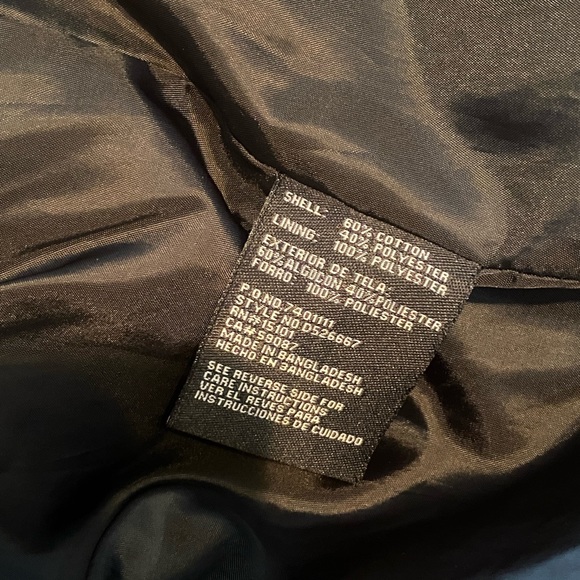 SHELL: 60% COTTON
40% POLYESTER
LINING: 100% POLYESTER
EXTERIOR DE TELA
60% ALGODON 40% POLIESTER
FORRO: 100% POLYESTER
P.O.NO 7401111
STYLE NO D526667
RN# 15101
CA# 59087
MADE IN BANGLADESH
HECHO EN BANGLADESH
SEE REVERSE SIDE FOR
CARE INSTRUCTIONS
VER EL REVES PARA
INSTRUCCIONES DE CUIDADO